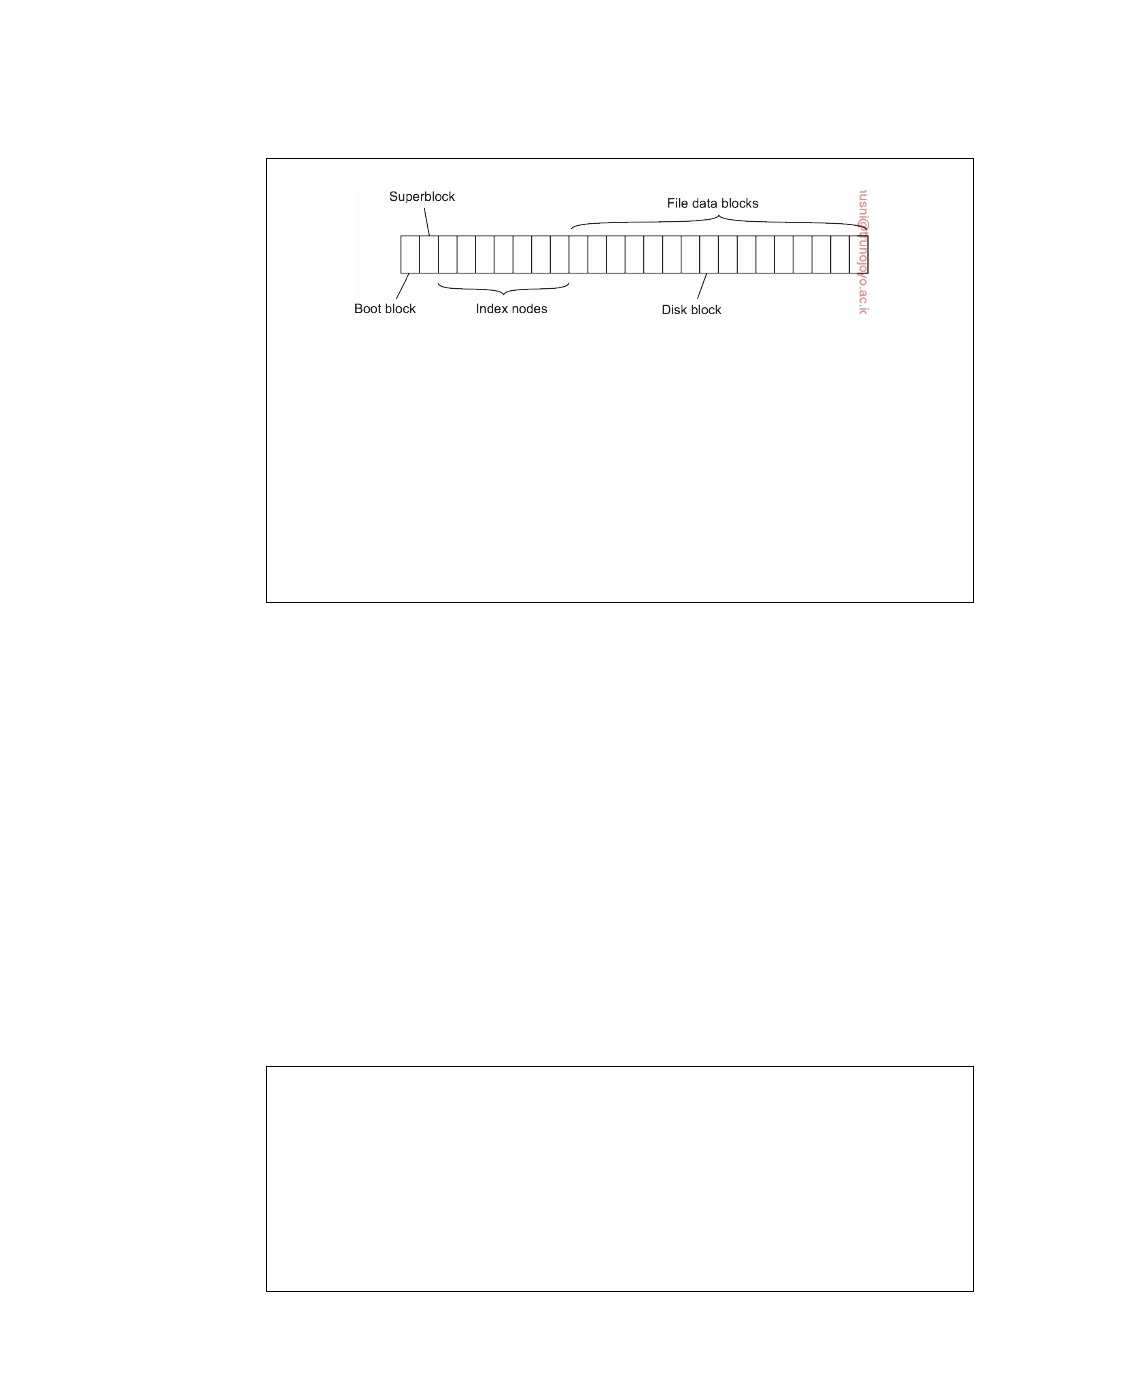 Superblock
File data blocks
Boot block
Index nodes
Disk block